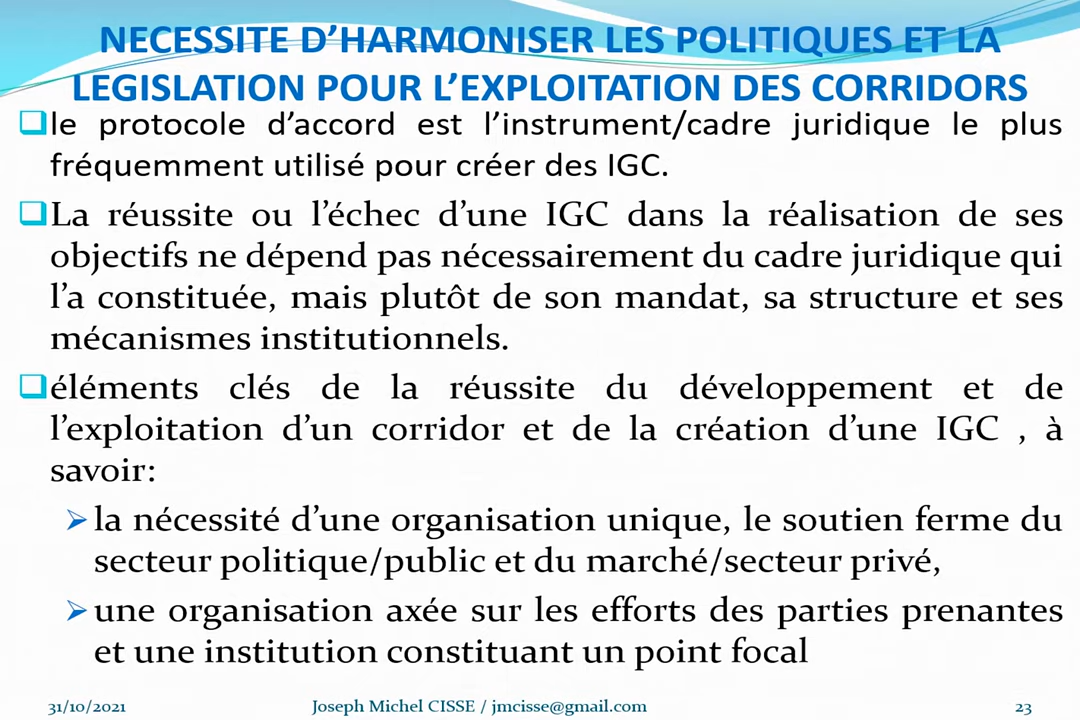 NECESSITE D’HARMONISER LES POLITIQUES ET LA
LEGISLATION POUR L’EXPLOITATION DES CORRIDORS
le protocole d’accord est l’instrument/cadre juridique le plus
fréquemment utilisé pour créer des IGC.
La réussite ou l’échec d’une IGC dans la réalisation de ses
objectifs ne dépend pas nécessairement du cadre juridique qui
l’a constituée, mais plutôt de son mandat, sa structure et ses
mécanismes institutionnels.
éléments clés de la réussite du développement et de
l’exploitation d’un corridor et de la création d’une IGC , à
savoir:
la nécessité d’une organisation unique, le soutien ferme du
secteur politique/public et du marché/secteur privé,
une organisation axée sur les efforts des parties prenantes
et une institution constituant un point focal
31/10/2021 Joseph Michel CISSE / jmcisse@gmail.com 23